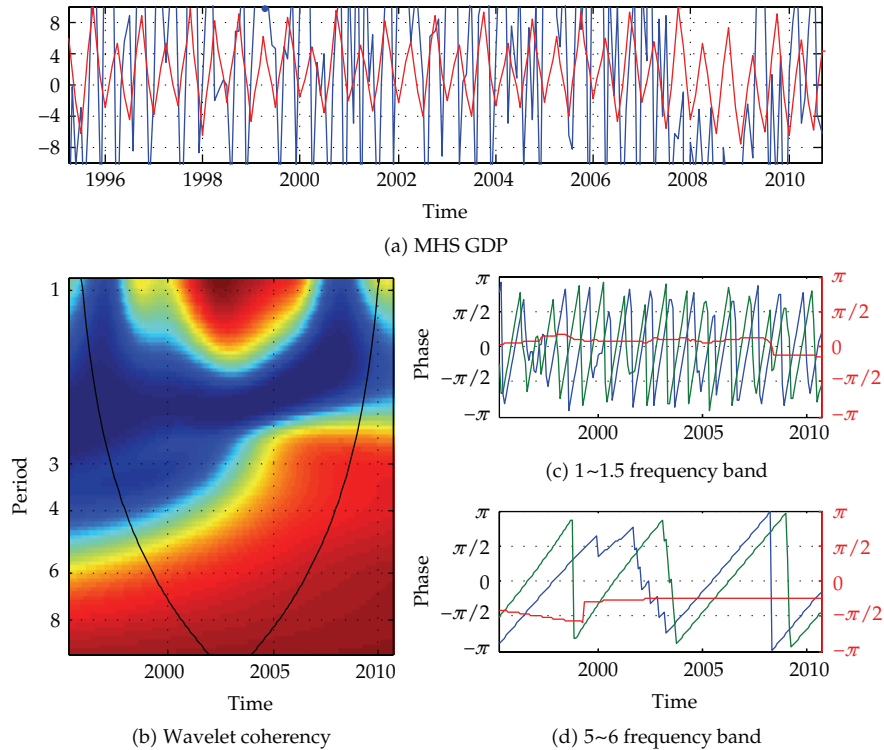 8
4
0
−4
−8
1996 1998 2000 2002 2004 2006 2008 2010
Time
(a) MHS GDP
Period
1
3
4
6
8
2000 2005 2010
Time
(b) Wavelet coherency
Phase
π
π/2
0
−π/2
−π
π
π/2
0
−π/2
−π
2000 2005 2010
(c) 1~1.5 frequency band
Phase
π
π/2
0
−π/2
−π
π
π/2
0
−π/2
−π
2000 2005 2010
Time
(d) 5~6 frequency band